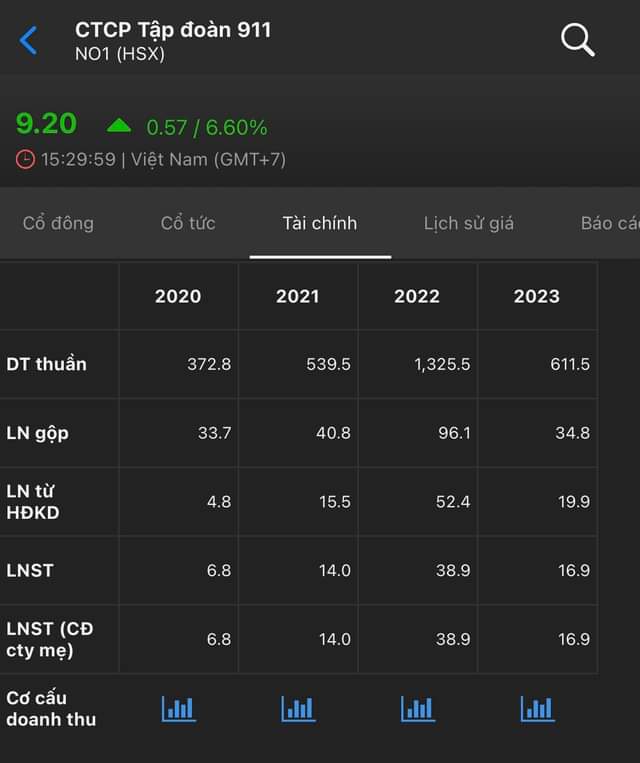 CTCP Tập đoàn 911
NO1 (HSX)
9.20 0.57 / 6.60%
15:29:59 | Việt Nam (GMT+7)
Cổ đông Cổ tức Tài chính Lịch sử giá Báo cá
2020 2021 2022 2023
DT thuần 372.8 539.5 1,325.5 611.5
LN gộp 33.7 40.8 96.1 34.8
LN từ
HĐKD 4.8 15.5 52.4 19.9
LNST 6.8 14.0 38.9 16.9
LNST (CĐ
cty mẹ) 6.8 14.0 38.9 16.9
Cơ cấu
doanh thu